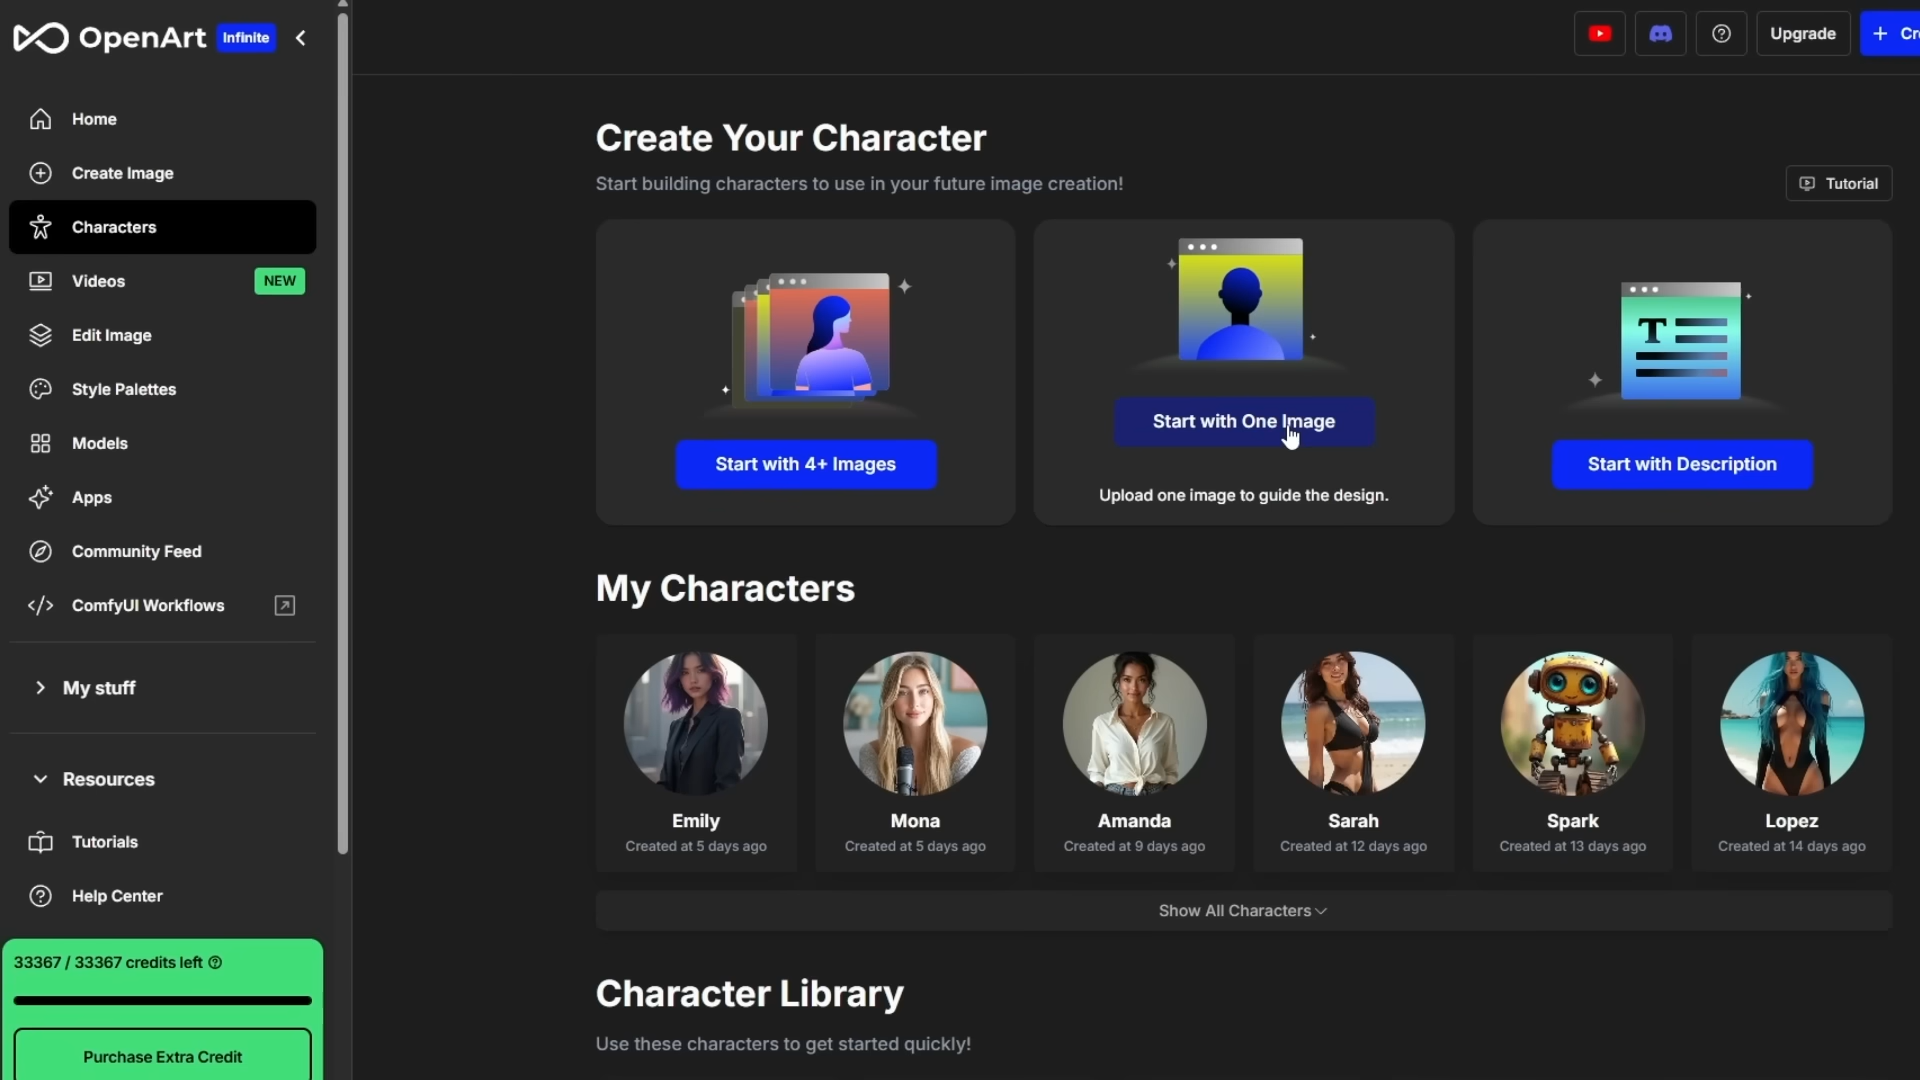 OpenArt Infinite
Home
Create Image
Characters
Videos NEW
Edit Image
Style Palettes
Models
Apps
Community Feed
ComfyUI Workflows
My stuff
Resources
Tutorials
Help Center
33367 / 33367 credits left
Purchase Extra Credit
Upgrade
+ Cr
Create Your Character
Start building characters to use in your future image creation!
Tutorial
Start with 4+ Images
Start with One Image
Upload one image to guide the design.
T
Start with Description
My Characters
Emily
Created at 5 days ago
Mona
Created at 5 days ago
Amanda
Created at 9 days ago
Sarah
Created at 12 days ago
Spark
Created at 13 days ago
Lopez
Created at 14 days ago
Show All Characters
Character Library
Use these characters to get started quickly!